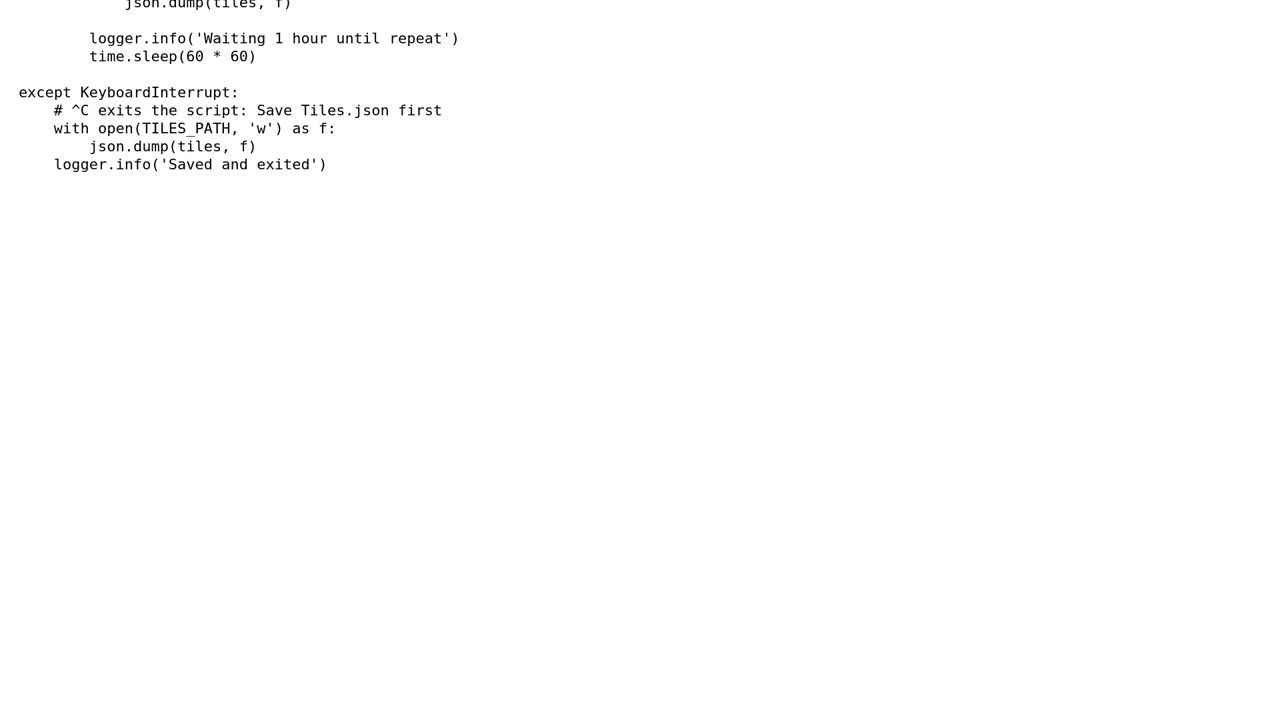 json.dump(tiles, f)

        logger.info('Waiting 1 hour until repeat')
        time.sleep(60 * 60)

except KeyboardInterrupt:
    # ^C exits the script: Save Tiles.json first
    with open(TILES_PATH, 'w') as f:
        json.dump(tiles, f)
    logger.info('Saved and exited')